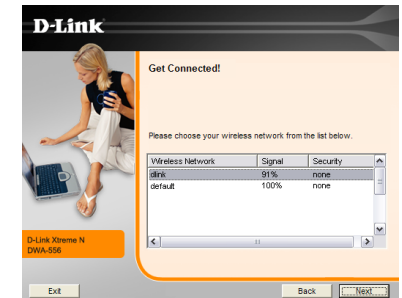 D-Link
Get Connected!
Please choose your wireless network from the list below.
Wireless Network Signal Security
dlink 91% none
default 100% none
D-Link Xtreme N
DWA-556
Exit Back Next